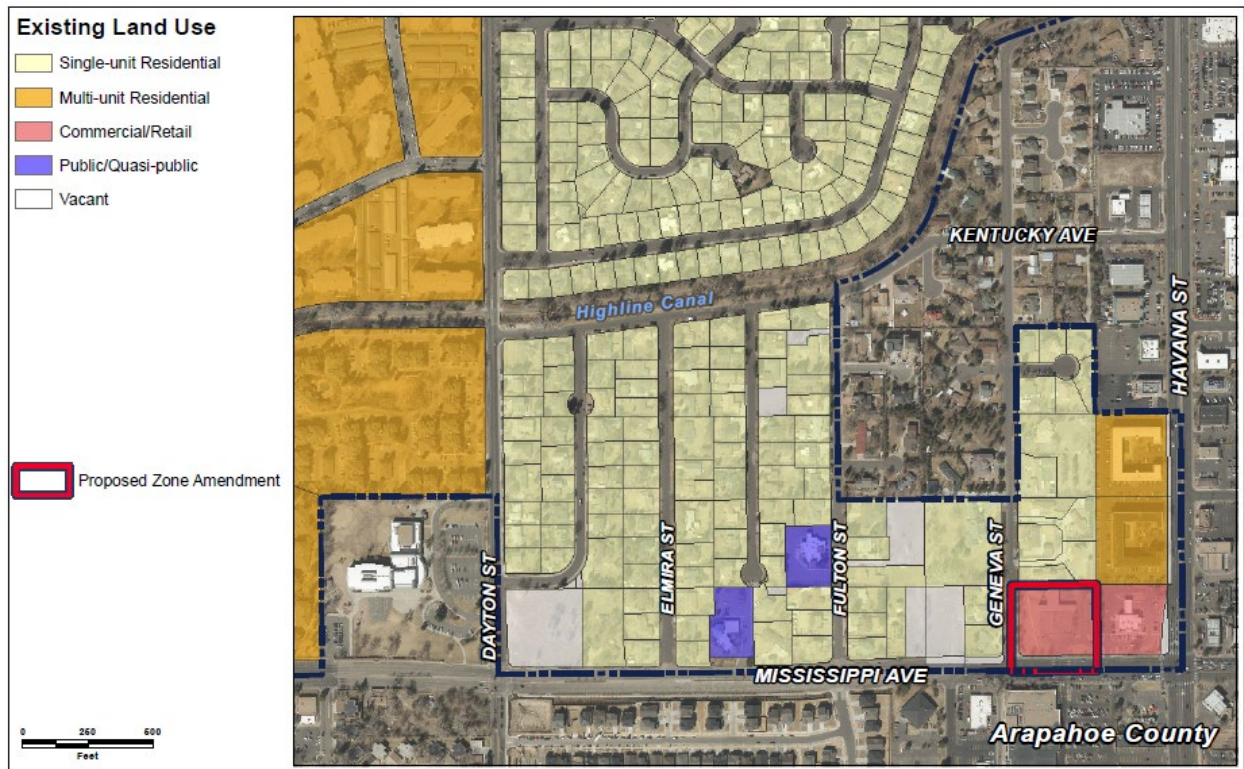 Existing Land Use
Single-unit Residential
Multi-unit Residential
Commercial/Retail
Public/Quasi-public
Vacant
Proposed Zone Amendment
0 260 600
Feet
KENTUCKY AVE
Highline Canal
HAVANA ST
DAYTON ST
ELMIRA ST
FULTON ST
GENEVA ST
MISSISSIPPI AVE
Arapahoe County